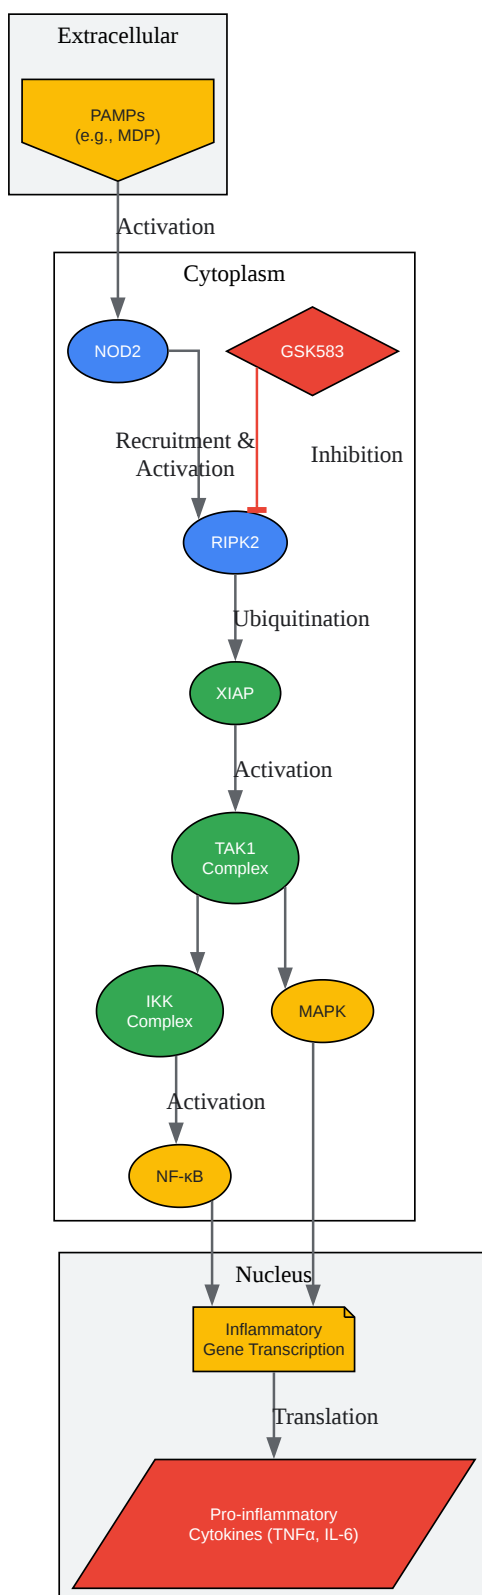 Extracellular
PAMPs
(e.g., MDP)
Activation
Cytoplasm
NOD2
GSK583
Recruitment &
Activation
Inhibition
RIPK2
Ubiquitination
XIAP
Activation
TAK1
Complex
IKK
Complex
MAPK
Activation
NF-κB
Nucleus
Inflammatory
Gene Transcription
Translation
Pro-inflammatory
Cytokines (TNFα, IL-6)